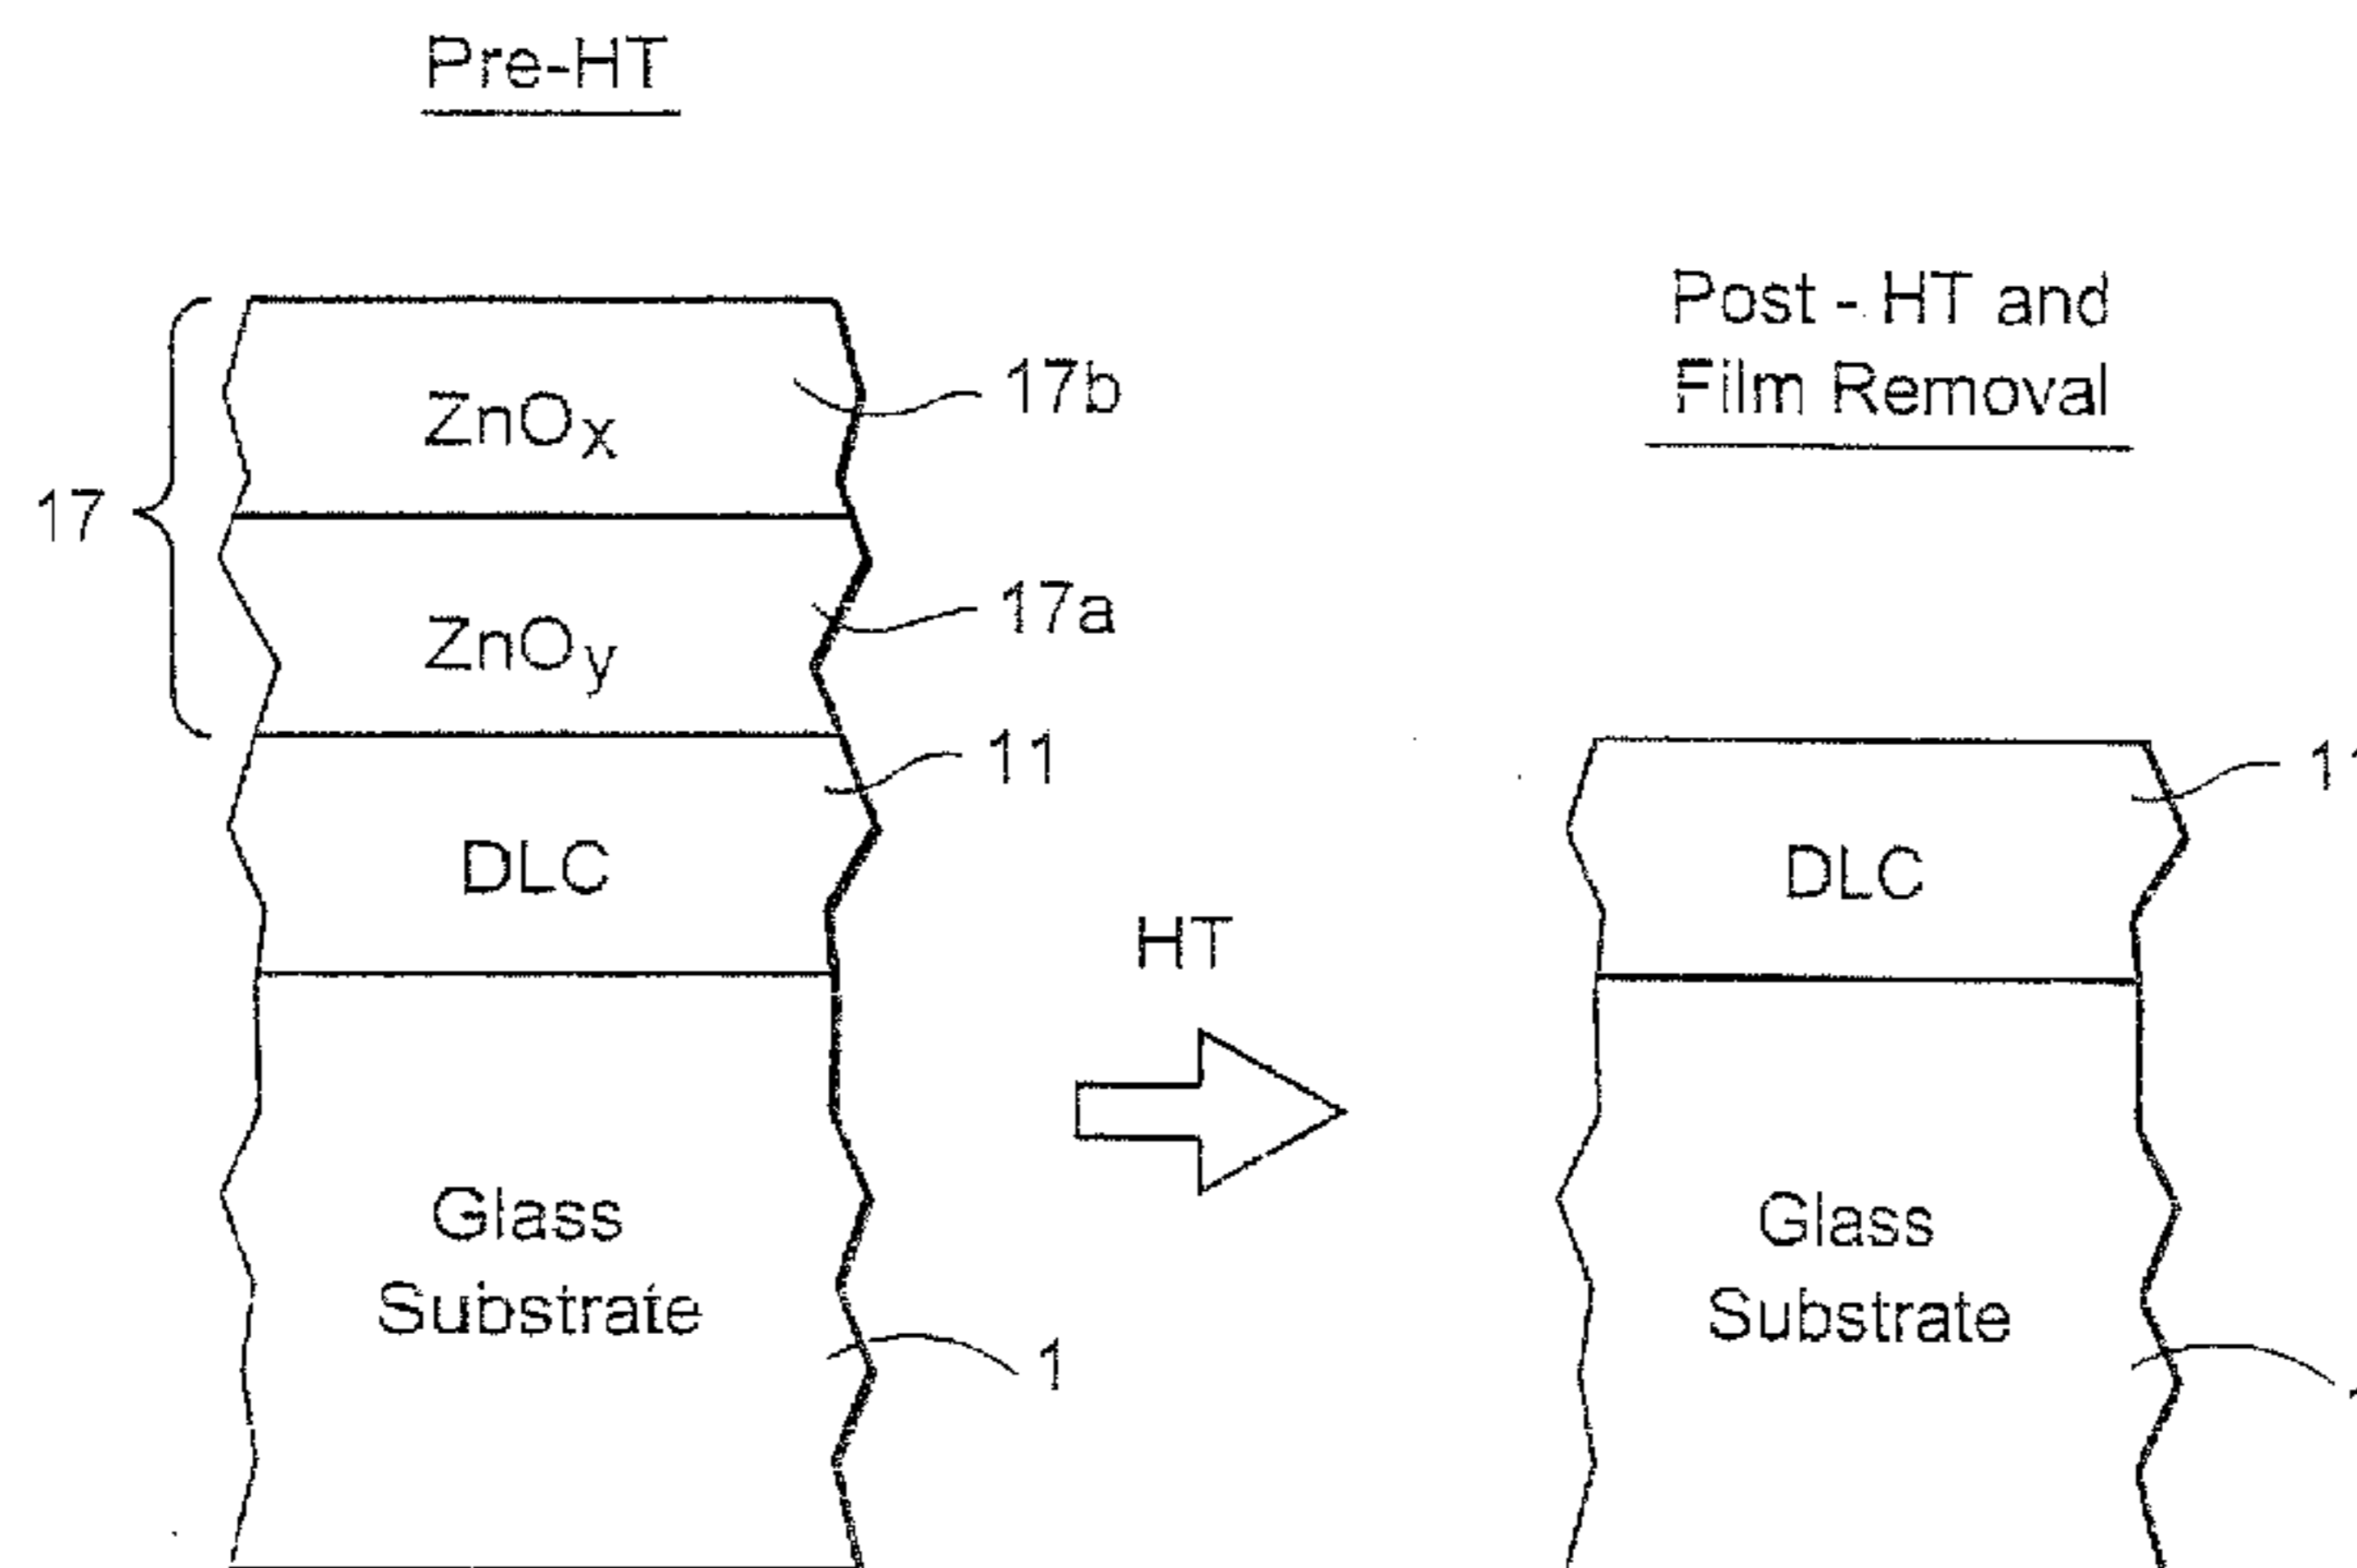 Pre-HT
Post - HT and
Film Removal
17
ZnOx
17b
ZnOy
17a
11
DLC
HT
11
DLC
Glass
Substrate
1
Glass
Substrate